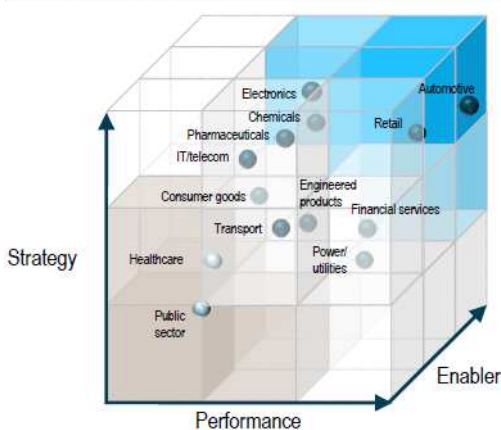 Electronics
Automotive
Chemicals
Retail
Pharmaceuticals
IT/telecom
Consumer goods
Engineered
products
Financial services
Transport
Strategy
Healthcare
Power/
utilities
Public
sector
Enabler
Performance